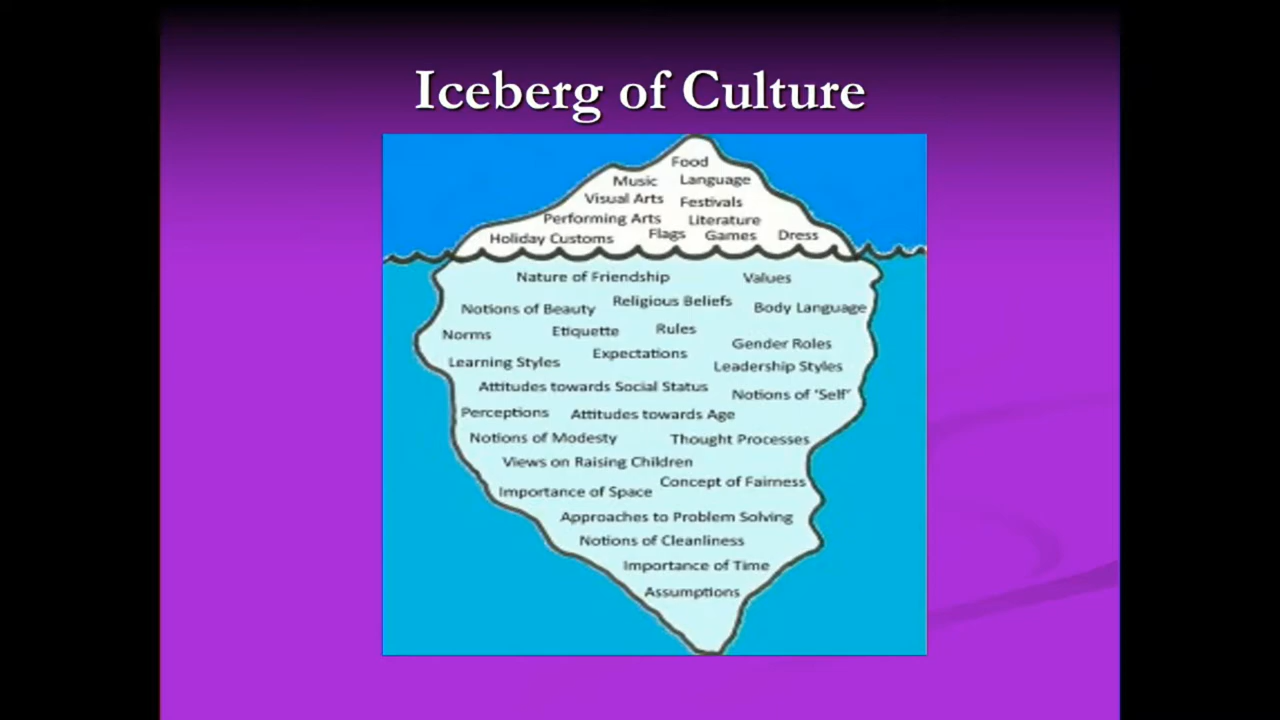 Iceberg of Culture
Food
Music Language
Visual Arts Festivals
Performing Arts Literature
Holiday Customs Flags Games Dress
Nature of Friendship Values
Notions of Beauty Religious Beliefs Body Language
Norms Etiquette Rules
Expectations Gender Roles
Learning Styles Leadership Styles
Attitudes towards Social Status Notions of 'Self'
Perceptions Attitudes towards Age
Notions of Modesty Thought Processes
Views on Raising Children
Importance of Space Concept of Fairness
Approaches to Problem Solving
Notions of Cleanliness
Importance of Time
Assumptions